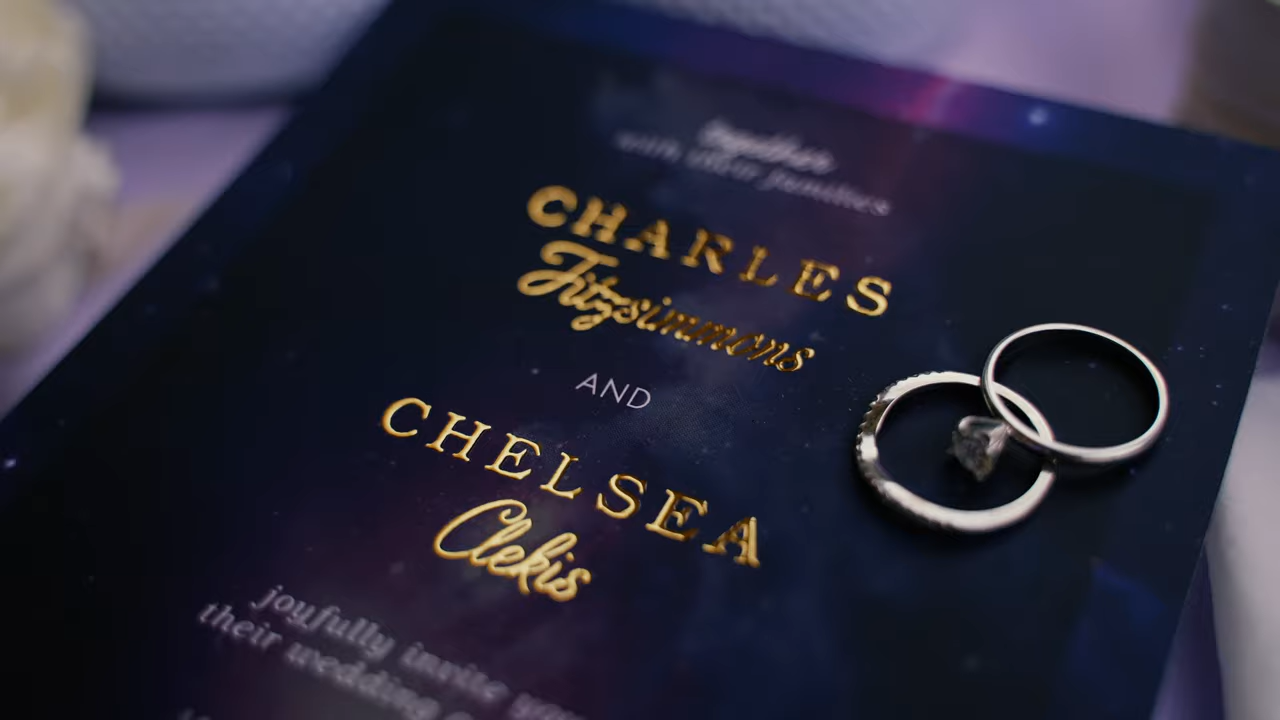 together
with their families
CHARLES
Fitzsimmons
AND
CHELSEA
Clekis
joyfully invite you
their wedding